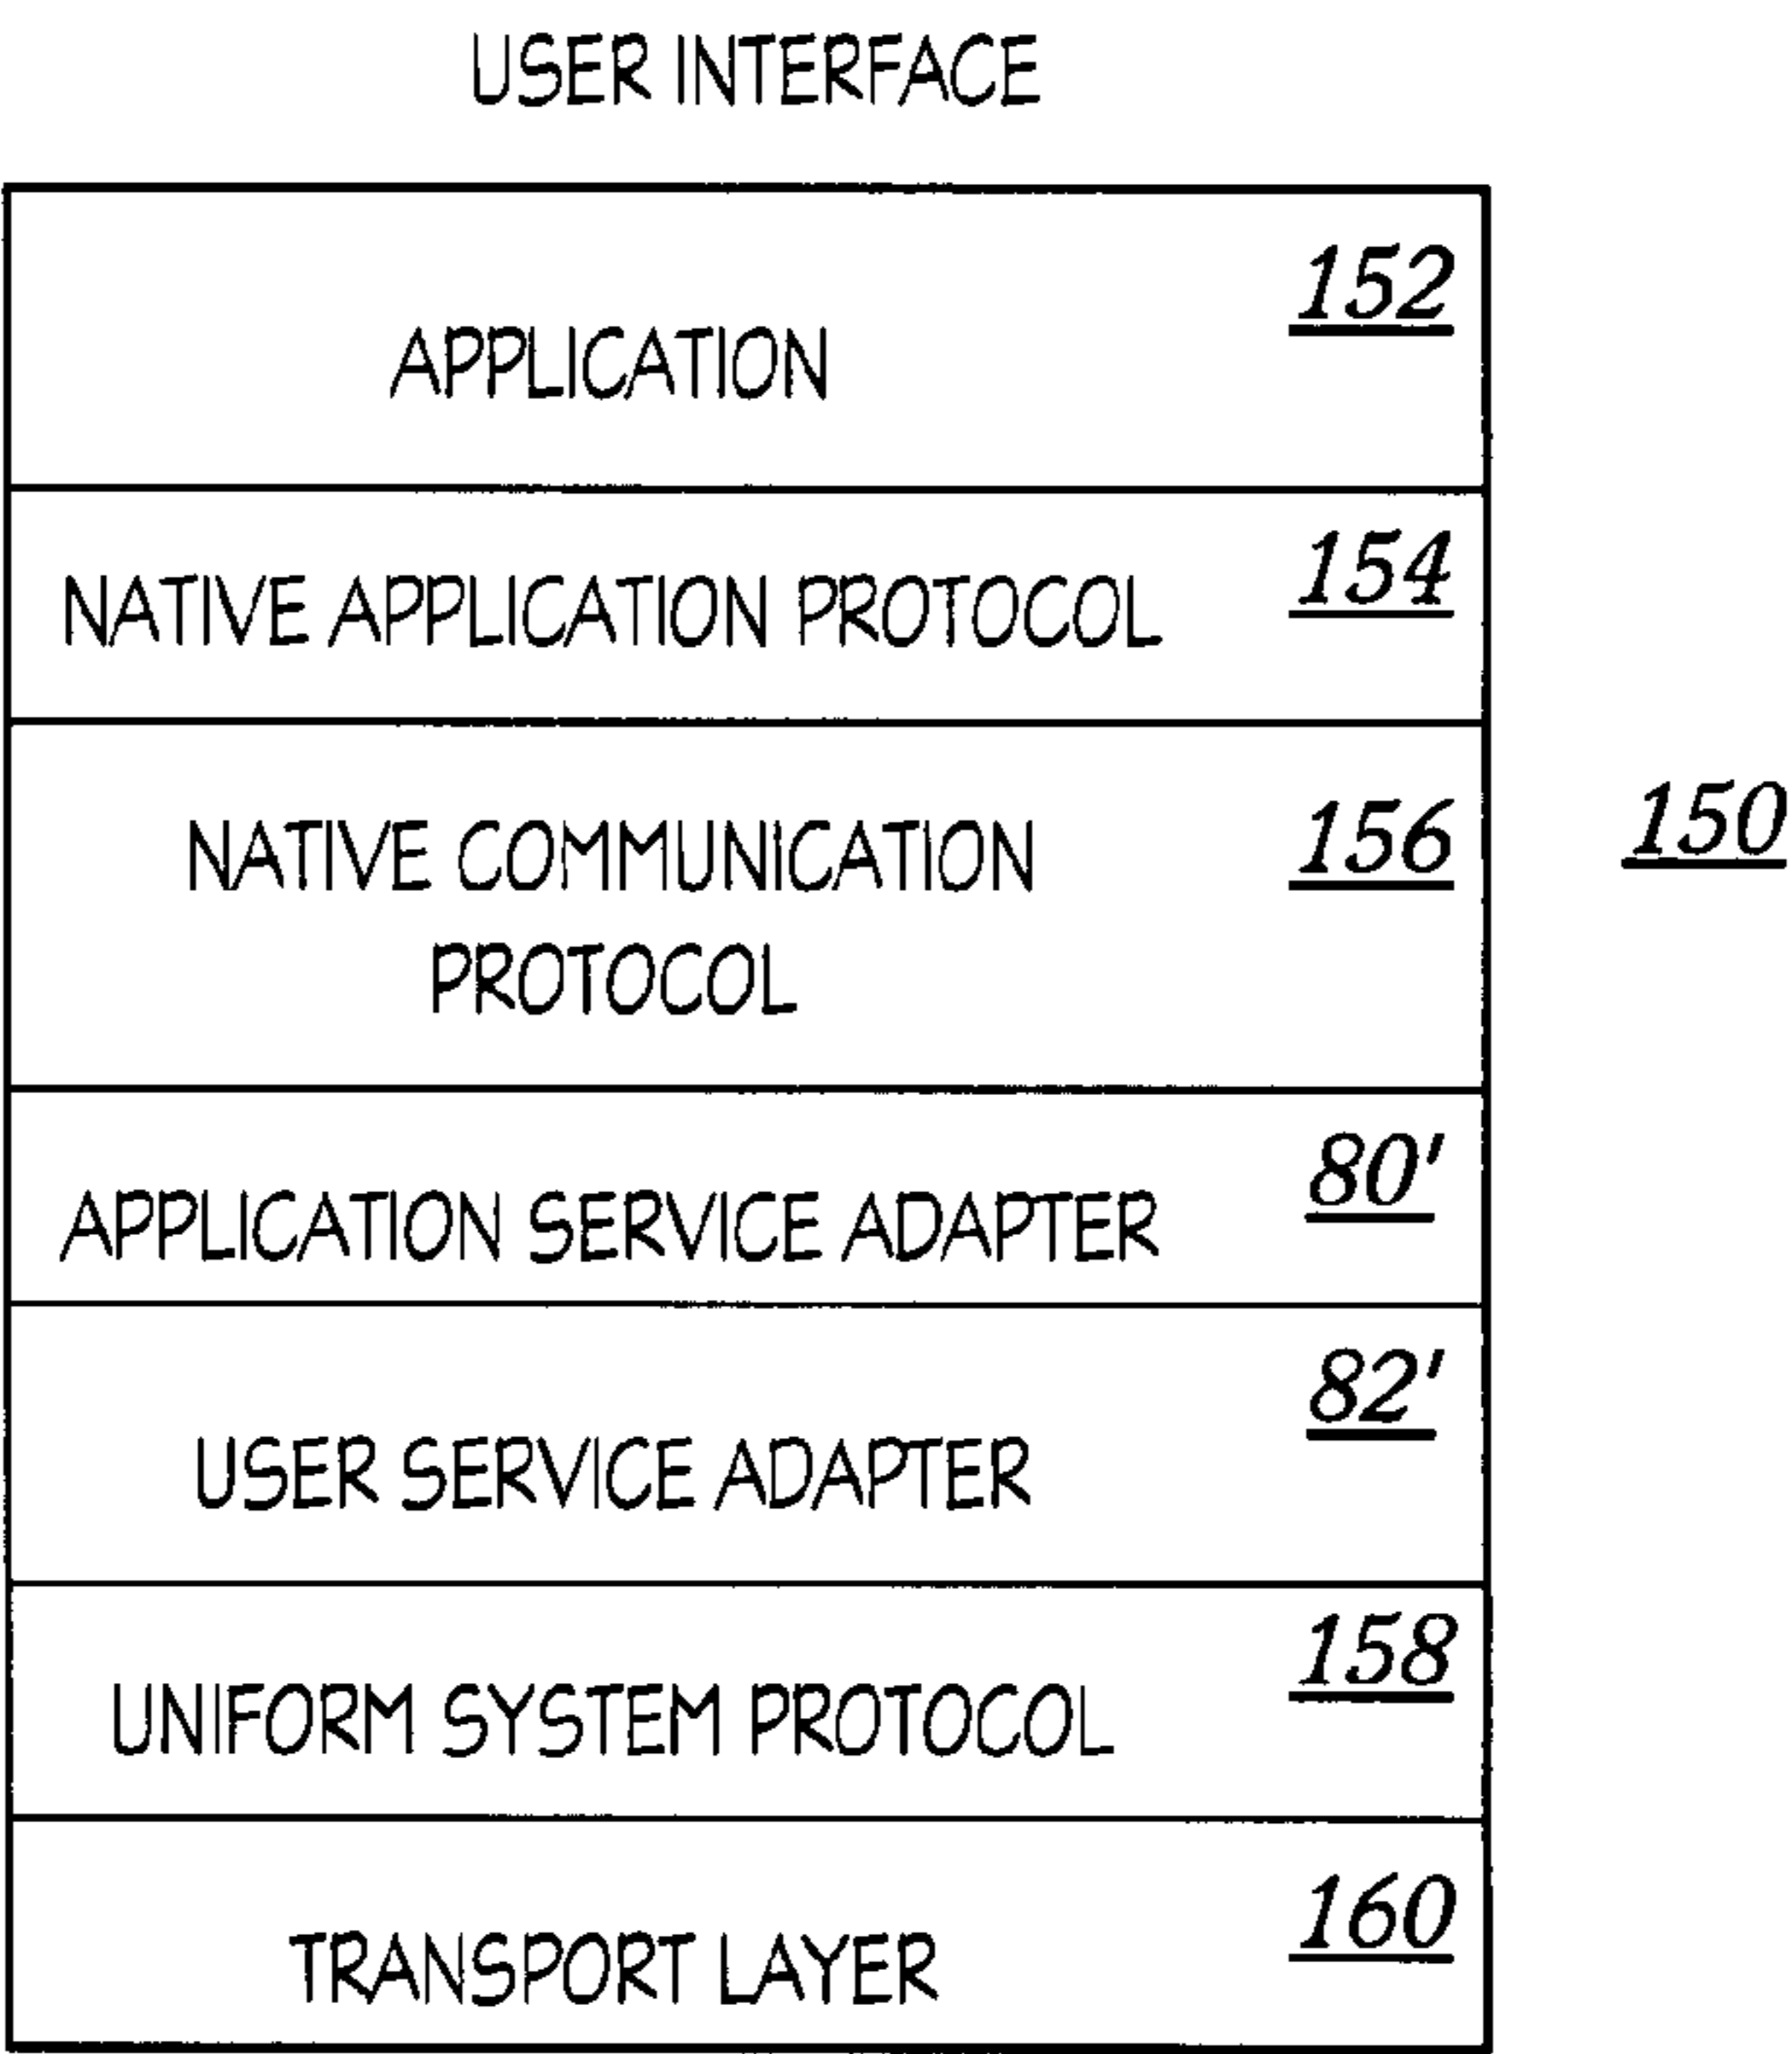 USER INTERFACE
152
APPLICATION
154
NATIVE APPLICATION PROTOCOL
150
NATIVE COMMUNICATION 156
PROTOCOL
80'
APPLICATION SERVICE ADAPTER
82'
USER SERVICE ADAPTER
158
UNIFORM SYSTEM PROTOCOL
160
TRANSPORT LAYER